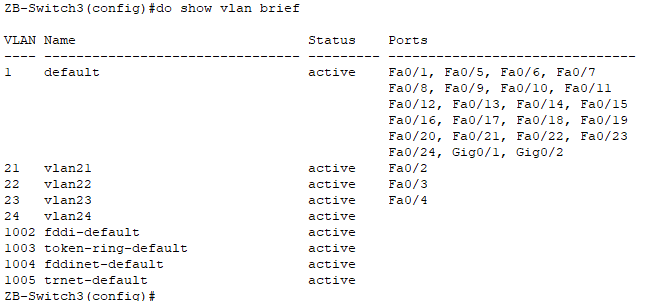 ZB-Switch3(config)#do show vlan brief
VLAN Name                             Status    Ports
---- -------------------------------- --------- -------------------------------
1    default                          active    Fa0/1, Fa0/5, Fa0/6, Fa0/7
                                                Fa0/8, Fa0/9, Fa0/10, Fa0/11
                                                Fa0/12, Fa0/13, Fa0/14, Fa0/15
                                                Fa0/16, Fa0/17, Fa0/18, Fa0/19
                                                Fa0/20, Fa0/21, Fa0/22, Fa0/23
                                                Fa0/24, Gig0/1, Gig0/2
21   vlan21                           active    Fa0/2
22   vlan22                           active    Fa0/3
23   vlan23                           active    Fa0/4
24   vlan24                           active
1002 fddi-default                     active
1003 token-ring-default               active
1004 fddinet-default                  active
1005 trnet-default                    active
ZB-Switch3(config)#